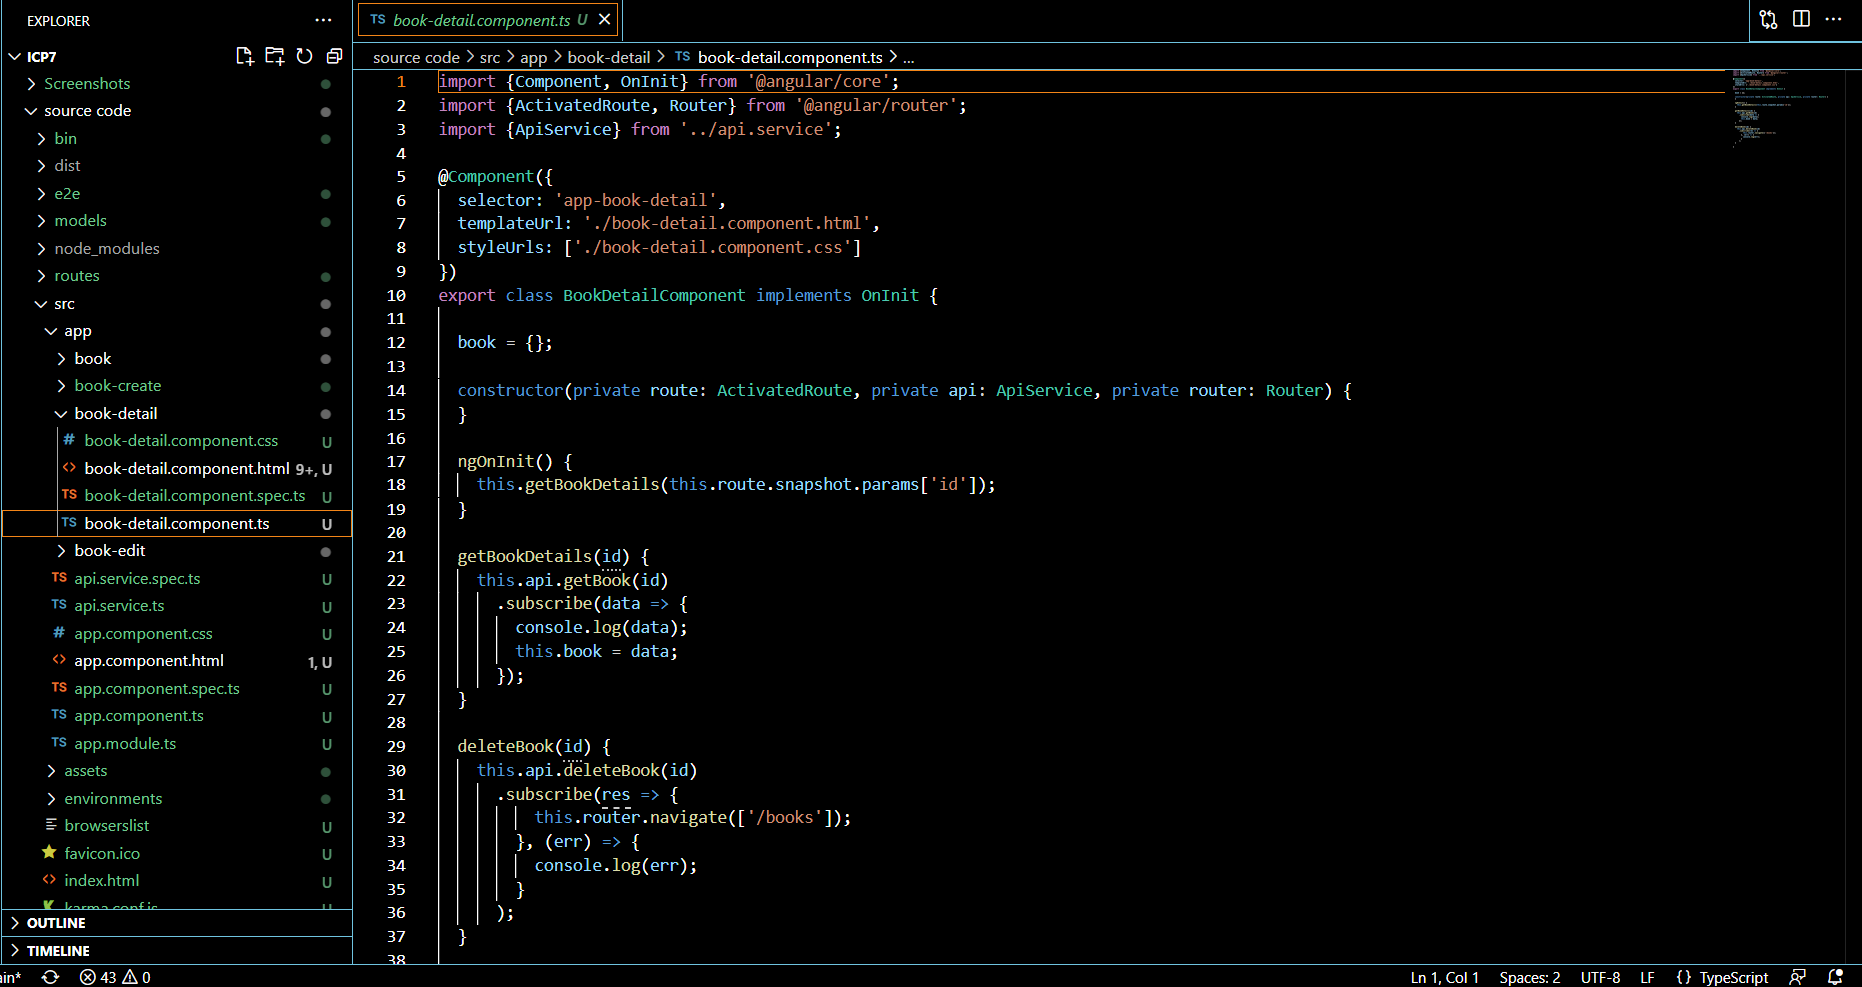 EXPLORER
ICP7
Screenshots
source code
bin
dist
e2e
models
node_modules
routes
src
app
book
book-create
book-detail
book-detail.component.css U
book-detail.component.html 9+, U
book-detail.component.spec.ts U
book-detail.component.ts U
book-edit
api.service.spec.ts U
api.service.ts U
app.component.css U
app.component.html 1, U
app.component.spec.ts U
app.component.ts U
app.module.ts U
assets
environments
browserslist U
favicon.ico U
index.html U
karma.conf.js U
OUTLINE
TIMELINE
TS book-detail.component.ts U
source code > src > app > book-detail > TS book-detail.component.ts > ...
1 import {Component, OnInit} from '@angular/core';
2 import {ActivatedRoute, Router} from '@angular/router';
3 import {ApiService} from '../api.service';
4
5 @Component({
6   selector: 'app-book-detail',
7   templateUrl: './book-detail.component.html',
8   styleUrls: ['./book-detail.component.css']
9 })
10 export class BookDetailComponent implements OnInit {
11
12   book = {};
13
14   constructor(private route: ActivatedRoute, private api: ApiService, private router: Router) {
15   }
16
17   ngOnInit() {
18     this.getBookDetails(this.route.snapshot.params['id']);
19   }
20
21   getBookDetails(id) {
22     this.api.getBook(id)
23       .subscribe(data => {
24         console.log(data);
25         this.book = data;
26       });
27   }
28
29   deleteBook(id) {
30     this.api.deleteBook(id)
31       .subscribe(res => {
32           this.router.navigate(['/books']);
33         }, (err) => {
34           console.log(err);
35         }
36       );
37   }
38
ain* 43 0 Ln 1, Col 1 Spaces: 2 UTF-8 LF {} TypeScript